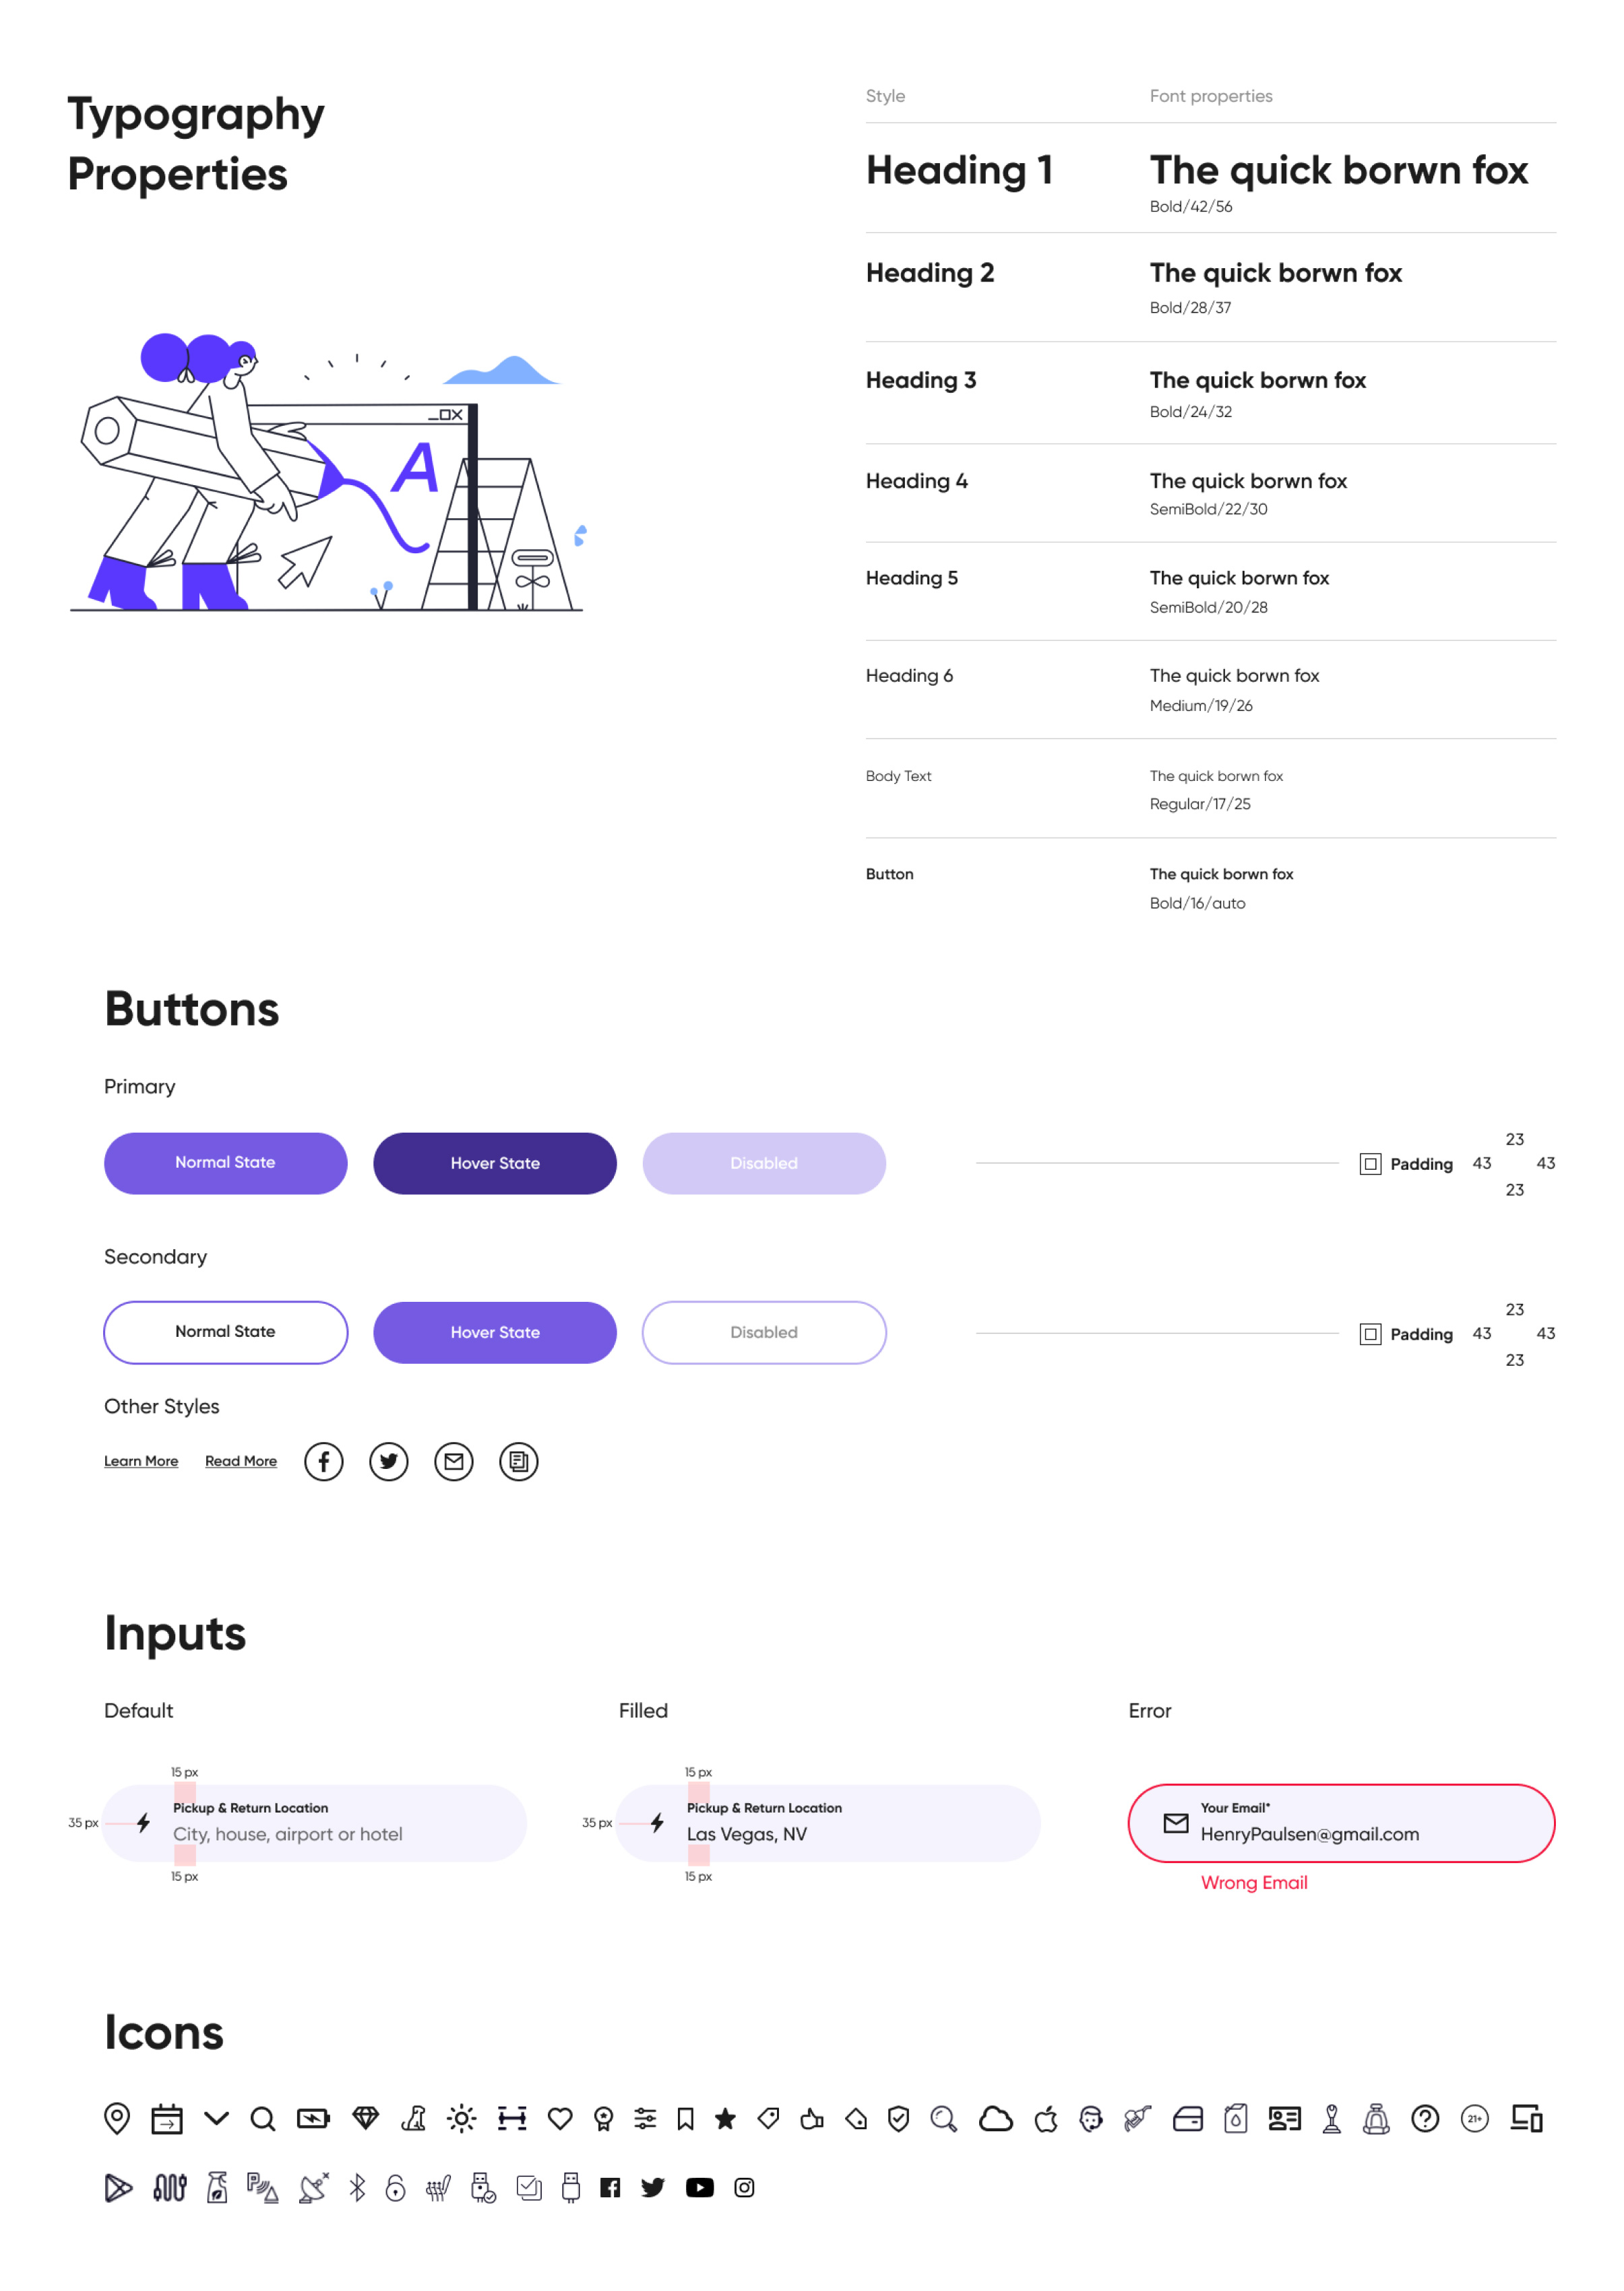 Typography
Properties
Style Font properties
Heading 1 The quick borwn fox
Bold/42/56
Heading 2 The quick borwn fox
Bold/28/37
Heading 3 The quick borwn fox
Bold/24/32
Heading 4 The quick borwn fox
SemiBold/22/30
Heading 5 The quick borwn fox
SemiBold/20/28
Heading 6 The quick borwn fox
Medium/19/26
Body Text The quick borwn fox
Regular/17/25
Button The quick borwn fox
Bold/16/auto
A
Buttons
Primary
Normal State Hover State Disabled
23
Padding 43 43
23
Secondary
Normal State Hover State Disabled
23
Padding 43 43
23
Other Styles
Learn More Read More
Inputs
Default Filled Error
15 px 15 px
35 px Pickup & Return Location 35 px Pickup & Return Location Your Email*
City, house, airport or hotel Las Vegas, NV HenryPaulsen@gmail.com
15 px 15 px Wrong Email
Icons
21+
P